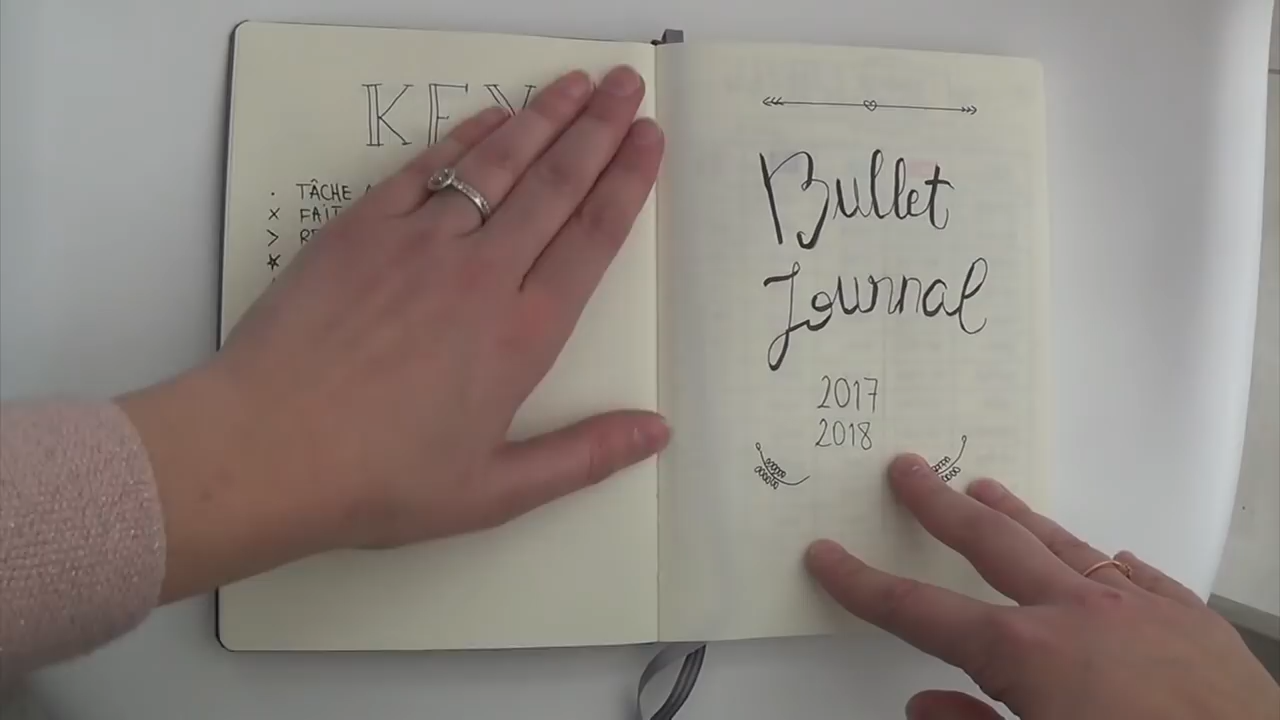 KEY
· TÂCHE
× FAIT
>
★
Bullet
Journal
2017
2018